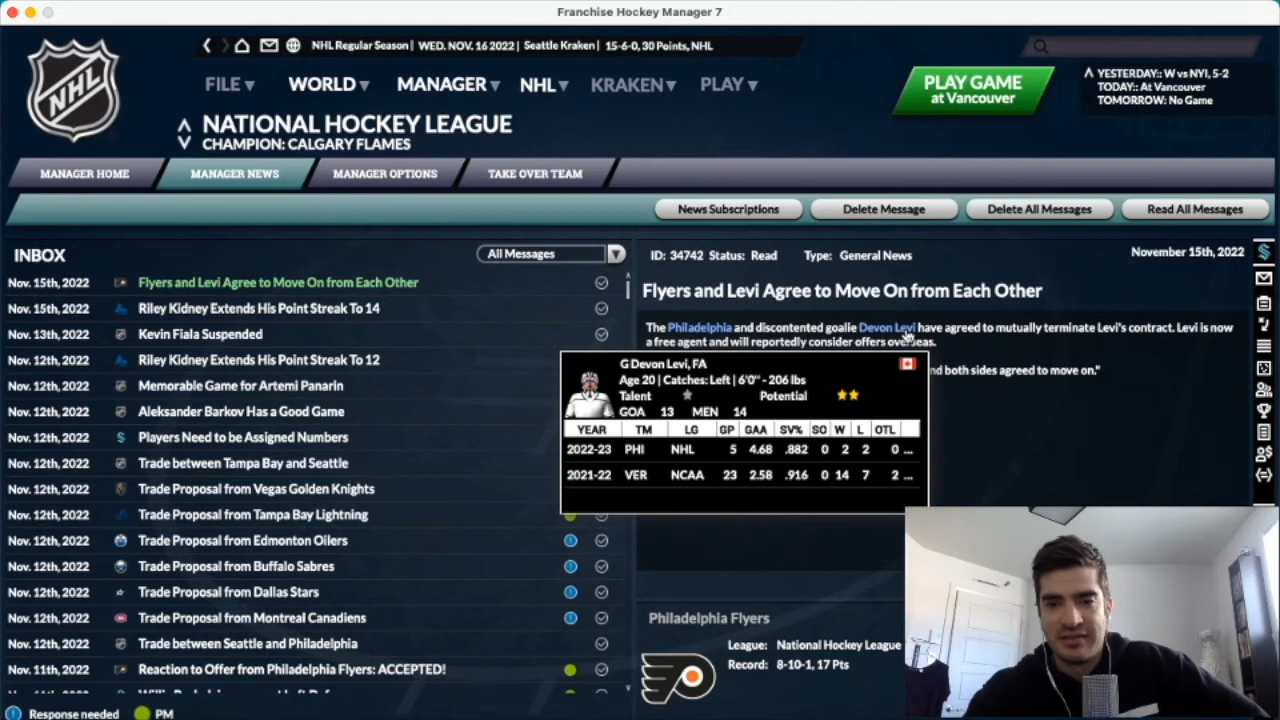 Franchise Hockey Manager 7
NHL Regular Season | WED. NOV. 16 2022 | Seattle Kraken | 15-6-0, 30 Points, NHL
NHL
FILE WORLD MANAGER NHL KRAKEN PLAY
PLAY GAME
at Vancouver
YESTERDAY:: W vs NYI, 5-2
TODAY:: At Vancouver
TOMORROW: No Game
NATIONAL HOCKEY LEAGUE
CHAMPION: CALGARY FLAMES
MANAGER HOME MANAGER NEWS MANAGER OPTIONS TAKE OVER TEAM
News Subscriptions Delete Message Delete All Messages Read All Messages
INBOX All Messages
Nov. 15th, 2022 Flyers and Levi Agree to Move On from Each Other
Nov. 15th, 2022 Riley Kidney Extends His Point Streak To 14
Nov. 13th, 2022 Kevin Fiala Suspended
Nov. 12th, 2022 Riley Kidney Extends His Point Streak To 12
Nov. 12th, 2022 Memorable Game for Artemi Panarin
Nov. 12th, 2022 Aleksander Barkov Has a Good Game
Nov. 12th, 2022 Players Need to be Assigned Numbers
Nov. 12th, 2022 Trade between Tampa Bay and Seattle
Nov. 12th, 2022 Trade Proposal from Vegas Golden Knights
Nov. 12th, 2022 Trade Proposal from Tampa Bay Lightning
Nov. 12th, 2022 Trade Proposal from Edmonton Oilers
Nov. 12th, 2022 Trade Proposal from Buffalo Sabres
Nov. 12th, 2022 Trade Proposal from Dallas Stars
Nov. 12th, 2022 Trade Proposal from Montreal Canadiens
Nov. 12th, 2022 Trade between Seattle and Philadelphia
Nov. 11th, 2022 Reaction to Offer from Philadelphia Flyers: ACCEPTED!
Response needed PM
ID: 34742 Status: Read Type: General News November 15th, 2022
Flyers and Levi Agree to Move On from Each Other
The Philadelphia and discontented goalie Devon Levi have agreed to mutually terminate Levi's contract. Levi is now
a free agent and will reportedly consider offers overseas.
nd both sides agreed to move on."
G Devon Levi, FA
Age 20 | Catches: Left | 6'0" - 206 lbs
Talent Potential
GOA 13 MEN 14
YEAR TM LG GP GAA SV% SO W L OTL
2022-23 PHI NHL 5 4.68 .882 0 2 2 0 ...
2021-22 VER NCAA 23 2.58 .916 0 14 7 2 ...
Philadelphia Flyers
League: National Hockey League
Record: 8-10-1, 17 Pts